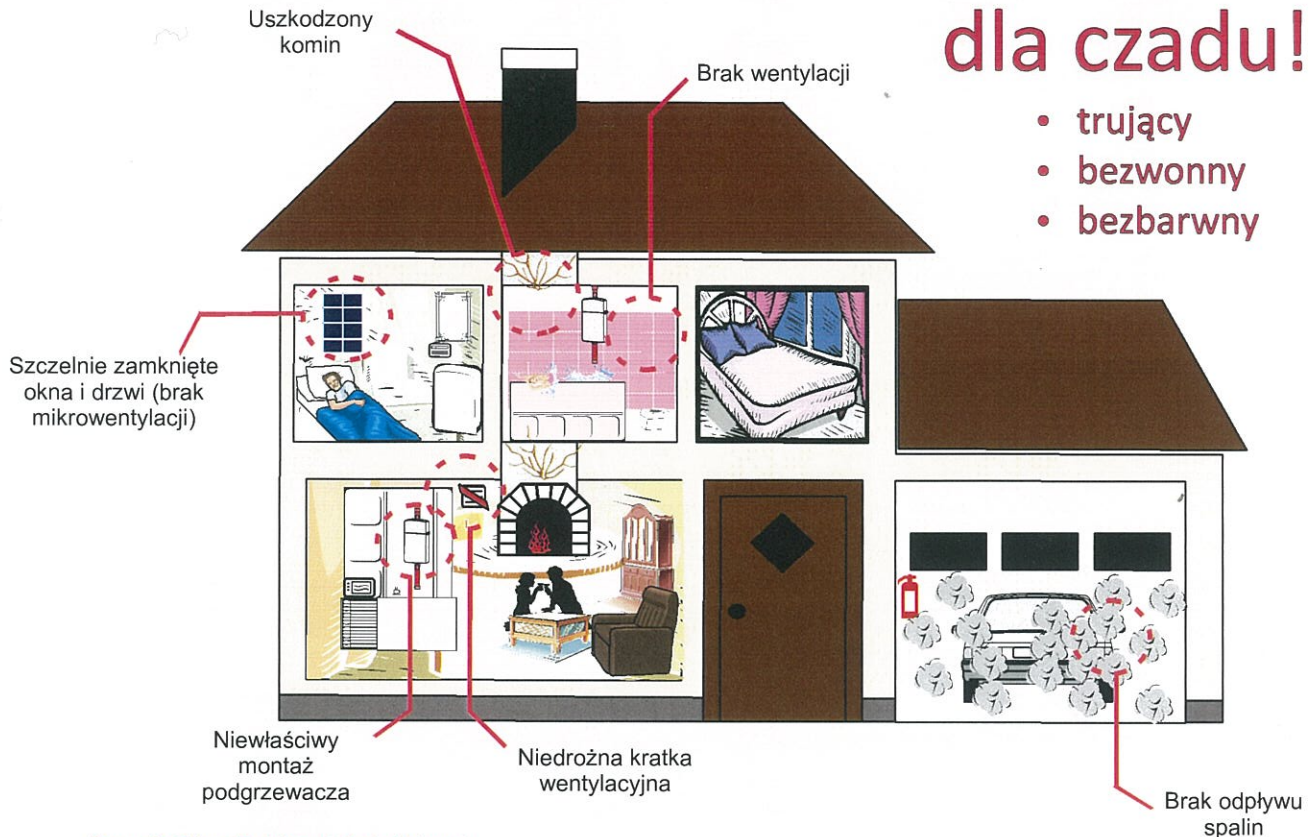 dla czadu!
• trujący
• bezwonny
• bezbarwny
Uszkodzony
komin
Brak wentylacji
Szczelnie zamknięte
okna i drzwi (brak
mikrowentylacji)
Niewłaściwy
montaż
podgrzewacza
Niedrożna kratka
wentylacyjna
Brak odpływu
spalin